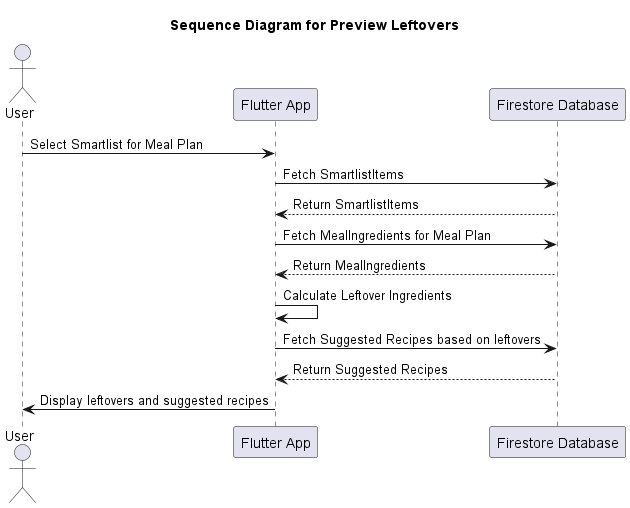 Sequence Diagram for Preview Leftovers
User
Flutter App
Firestore Database
Select Smartlist for Meal Plan
Fetch SmartlistItems
Return SmartlistItems
Fetch MealIngredients for Meal Plan
Return MealIngredients
Calculate Leftover Ingredients
Fetch Suggested Recipes based on leftovers
Return Suggested Recipes
Display leftovers and suggested recipes
User
Flutter App
Firestore Database